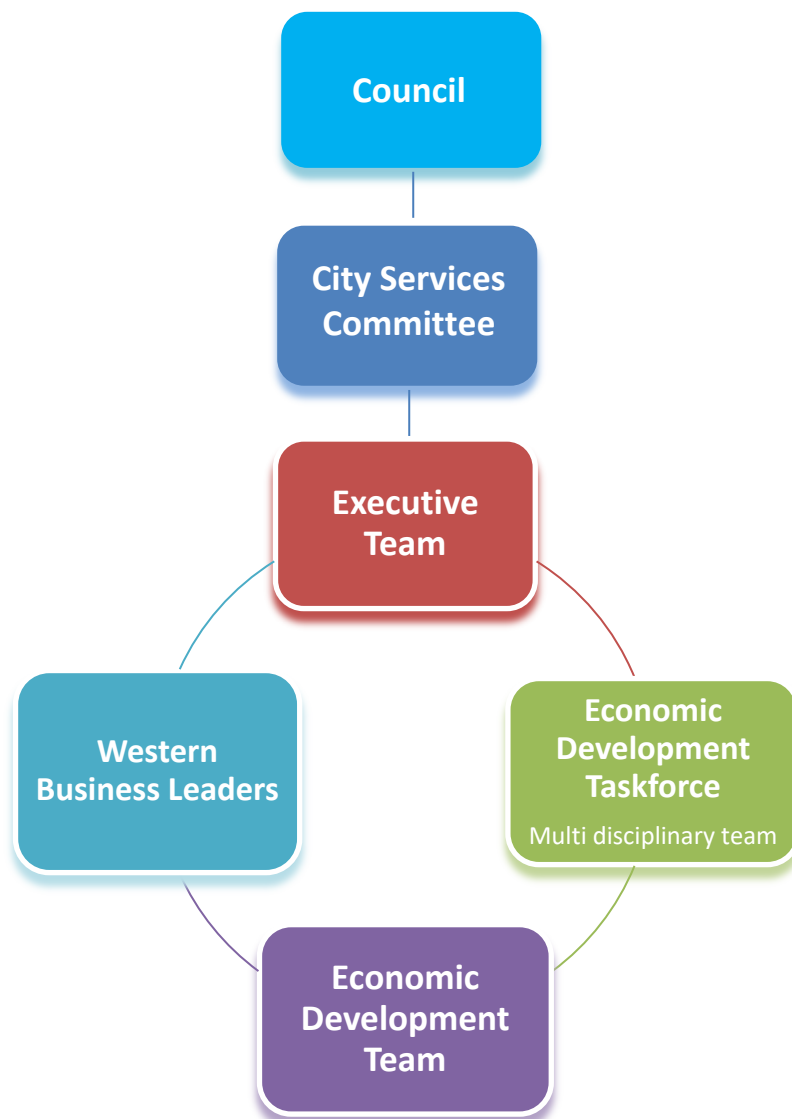 Council
City Services
Committee
Executive
Team
Western
Business Leaders
Economic
Development
Taskforce
Multi disciplinary team
Economic
Development
Team